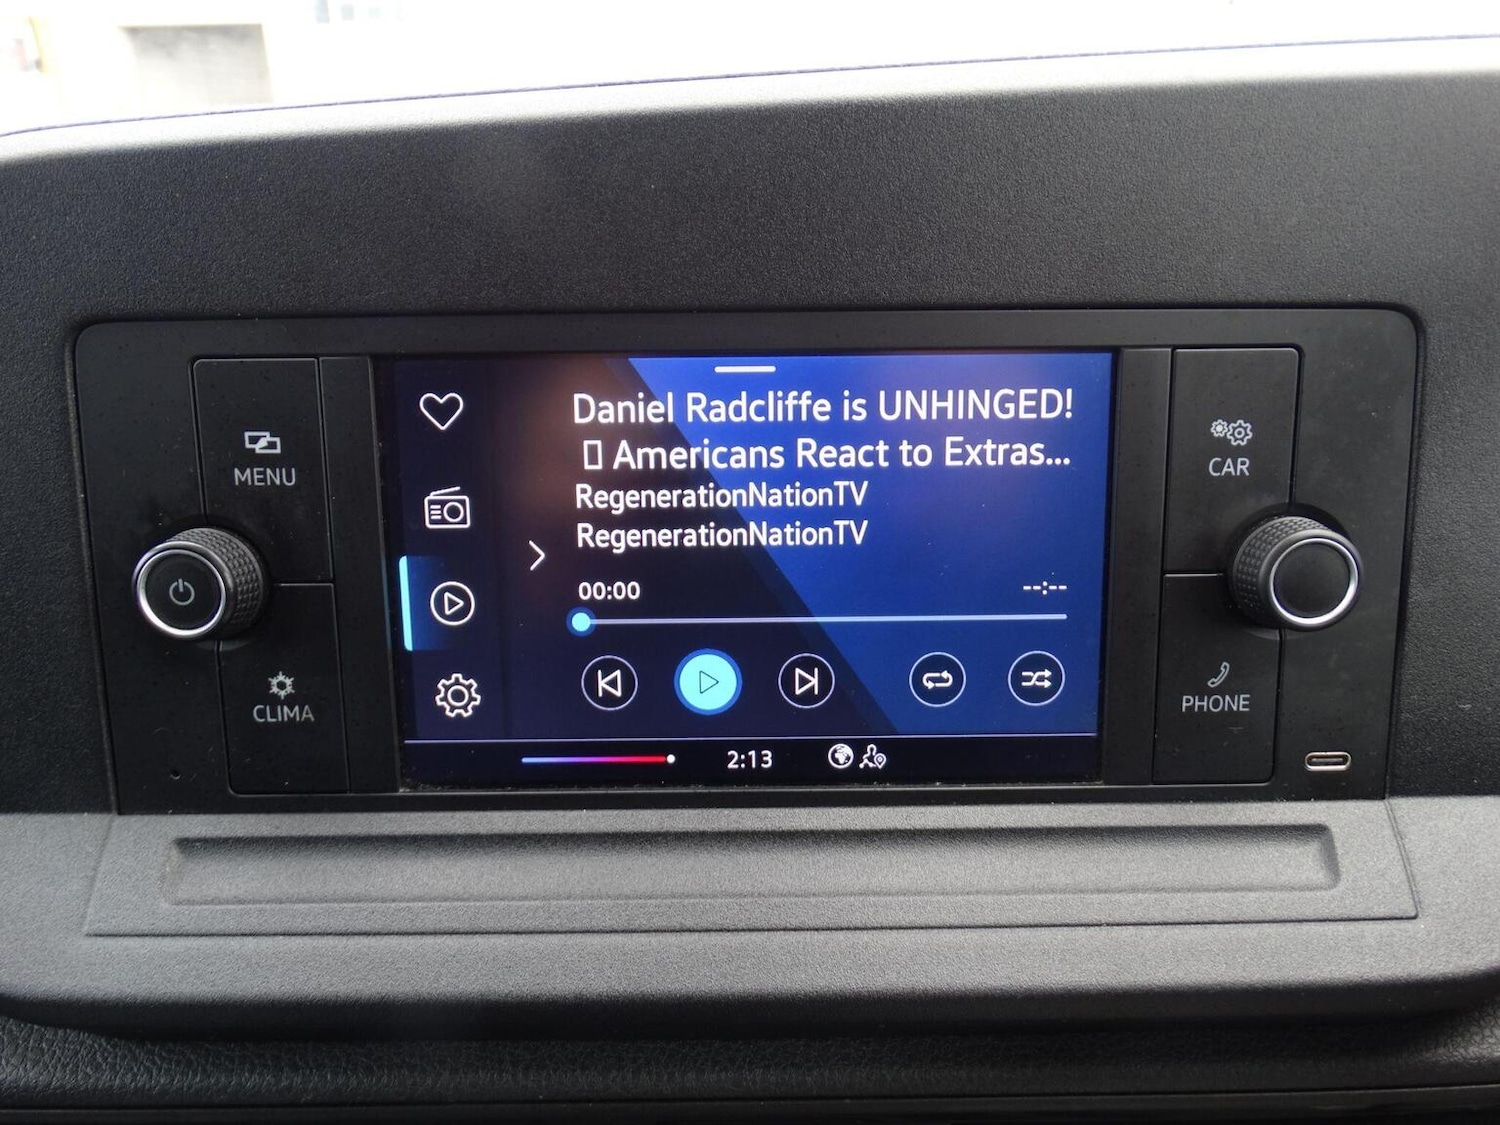 MENU
CLIMA
Daniel Radcliffe is UNHINGED!
Americans React to Extras...
RegenerationNationTV
RegenerationNationTV
00:00 --:--
2:13
CAR
PHONE